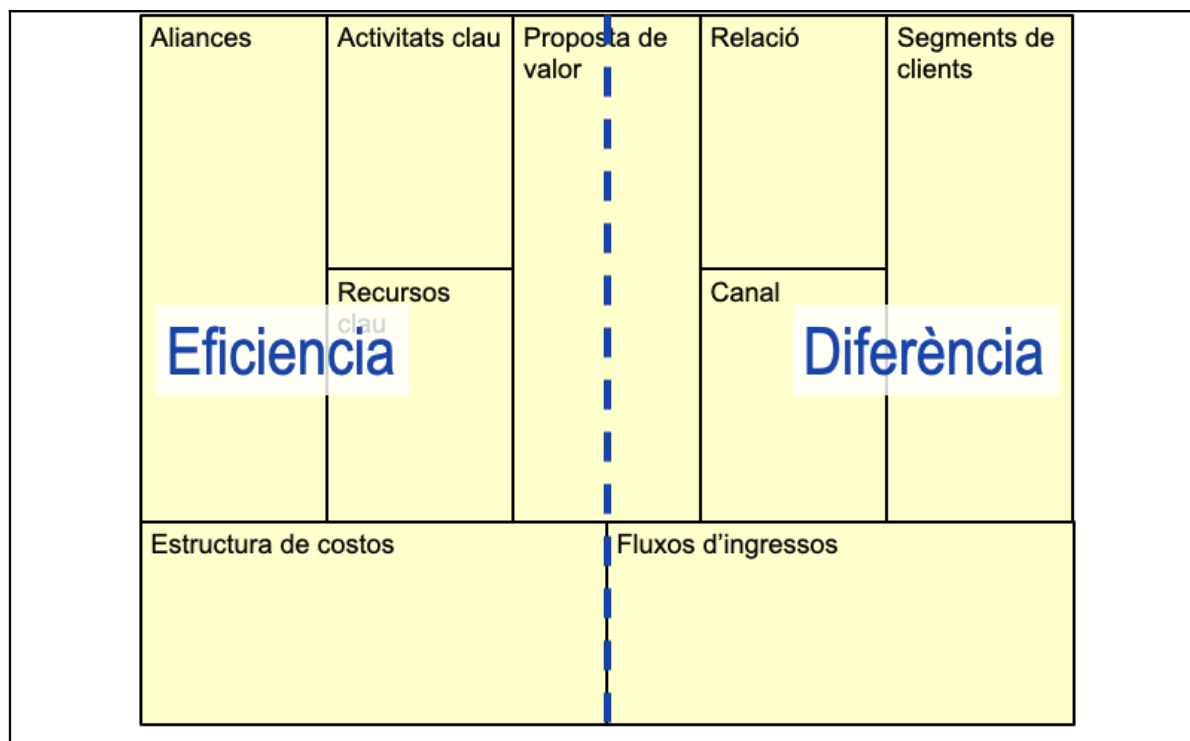 Aliances
Activitats clau
Proposta de
valor
Relació
Segments de
clients
Recursos
clau
Canal
Eficiencia
Diferència
Estructura de costos
Fluxos d'ingressos